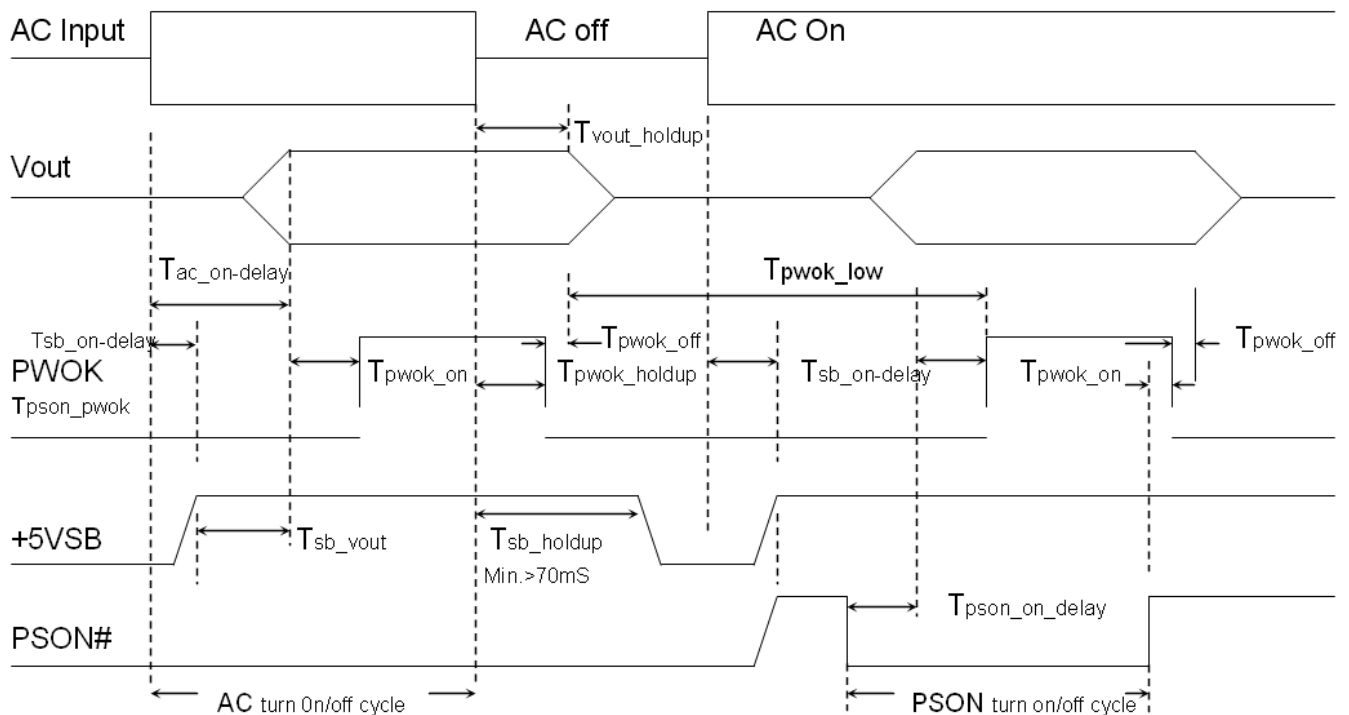 AC Input
AC off
AC On
Tvout_holdup
Vout
Tac_on-delay
Tpwok_low
Tsb_on-delay
Tpwok_off
Tpwok_off
PWOK
Tpwok_on
Tpwok_holdup
Tsb_on-delay
Tpwok_on
Tpson_pwok
+5VSB
Tsb_vout
Tsb_holdup
Min.>70mS
Tpson_on_delay
PSON#
AC turn 0n/off cycle
PSON turn on/off cycle